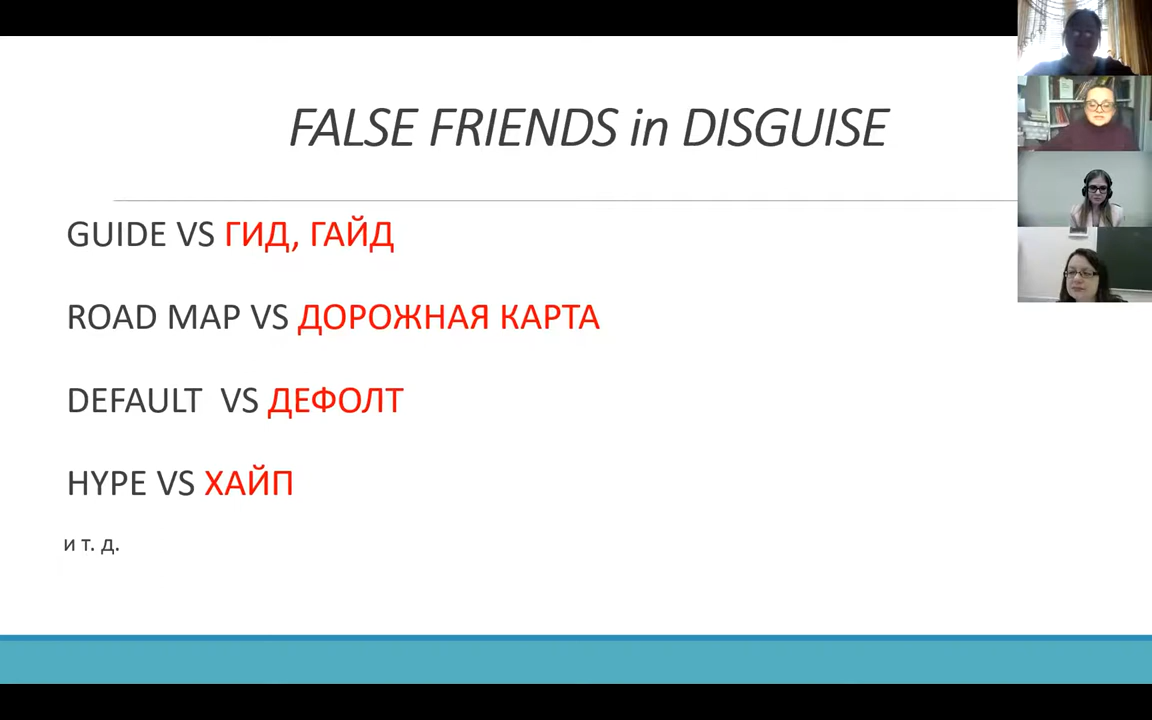 FALSE FRIENDS in DISGUISE
GUIDE VS ГИД, ГАЙД
ROAD MAP VS ДОРОЖНАЯ КАРТА
DEFAULT VS ДЕФОЛТ
HYPE VS ХАЙП
и т. д.